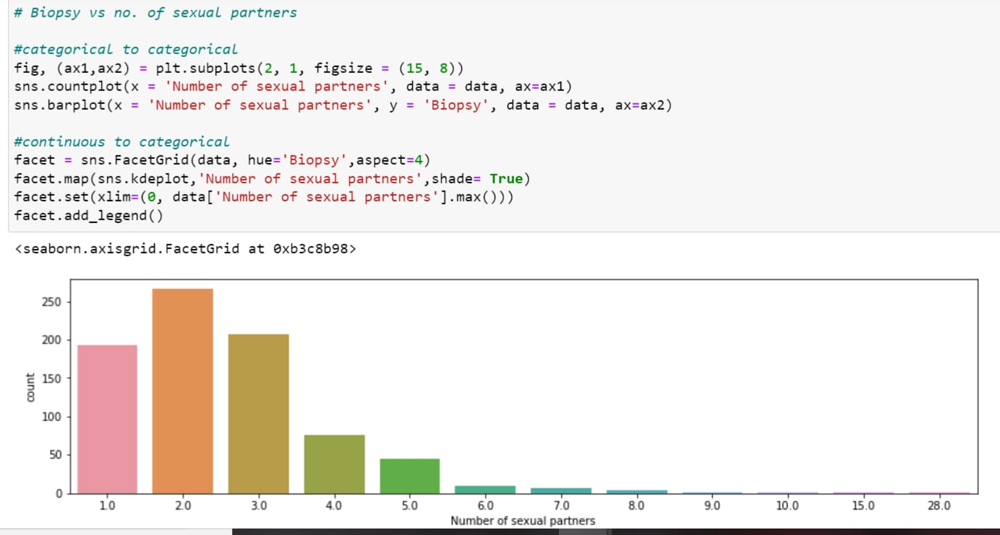 # Biopsy vs no. of sexual partners
#categorical to categorical
fig, (ax1,ax2) = plt.subplots(2, 1, figsize = (15, 8))
sns.countplot(x = 'Number of sexual partners', data = data, ax=ax1)
sns.barplot(x = 'Number of sexual partners', y = 'Biopsy', data = data, ax=ax2)
#continuous to categorical
facet = sns.FacetGrid(data, hue='Biopsy',aspect=4)
facet.map(sns.kdeplot,'Number of sexual partners',shade= True)
facet.set(xlim=(0, data['Number of sexual partners'].max()))
facet.add_legend()
<seaborn.axisgrid.FacetGrid at 0xb3c8b98>
250
200
150
100
50
0
count
1.0 2.0 3.0 4.0 5.0 6.0 7.0 8.0 9.0 10.0 15.0 28.0
Number of sexual partners